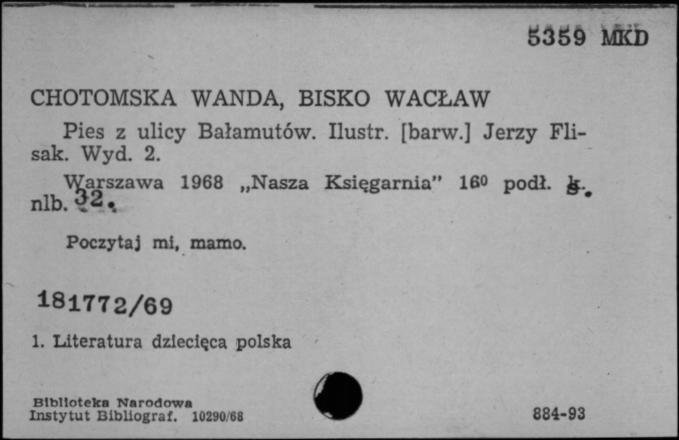 5359 MKD
CHOTOMSKA WANDA, BISKO WACŁAW
Pies z ulicy Bałamutów. Ilustr. [barw.] Jerzy Fli-
sak. Wyd. 2.
Warszawa 1968 „Nasza Księgarnia" 16⁰ podł. k.
nlb. 32.
Poczytaj mi, mamo.
181772/69
1. Literatura dziecięca polska
Biblioteka Narodowa
Instytut Bibliograf. 10290/68
884-93